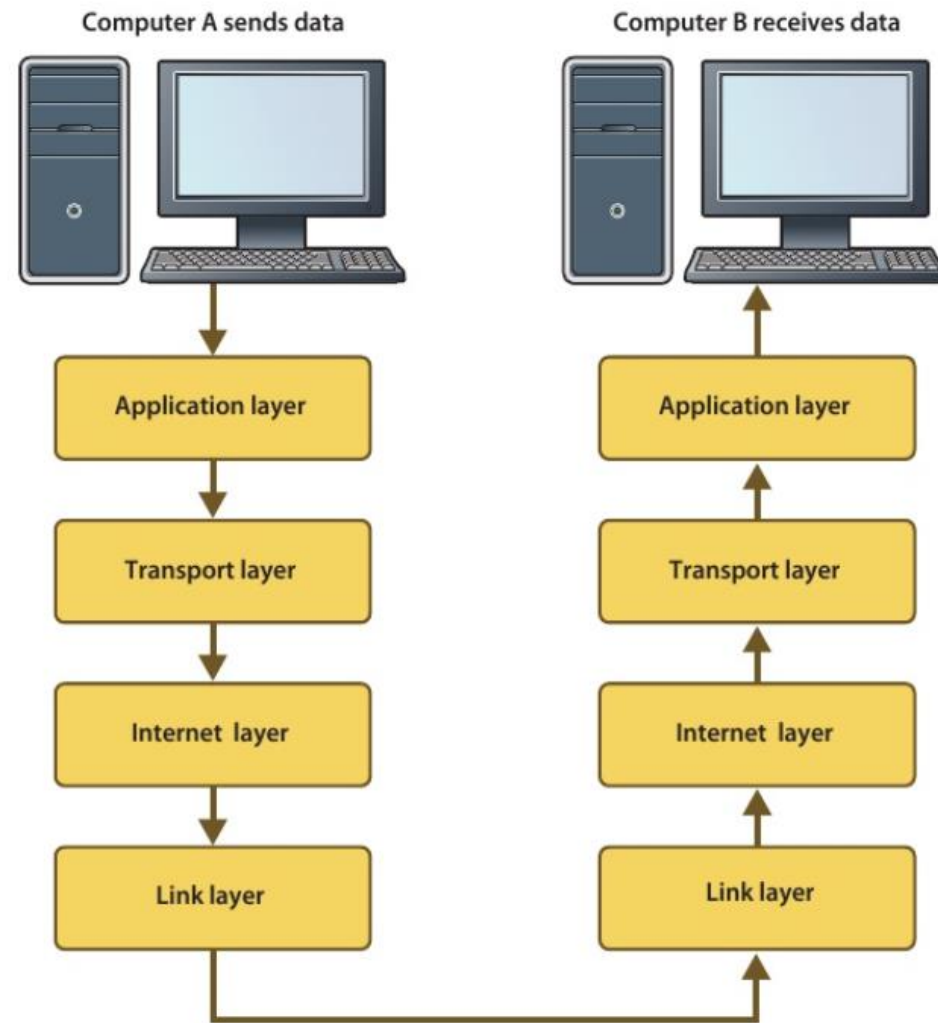 Computer A sends data
Computer B receives data
Application layer
Application layer
Transport layer
Transport layer
Internet layer
Internet layer
Link layer
Link layer